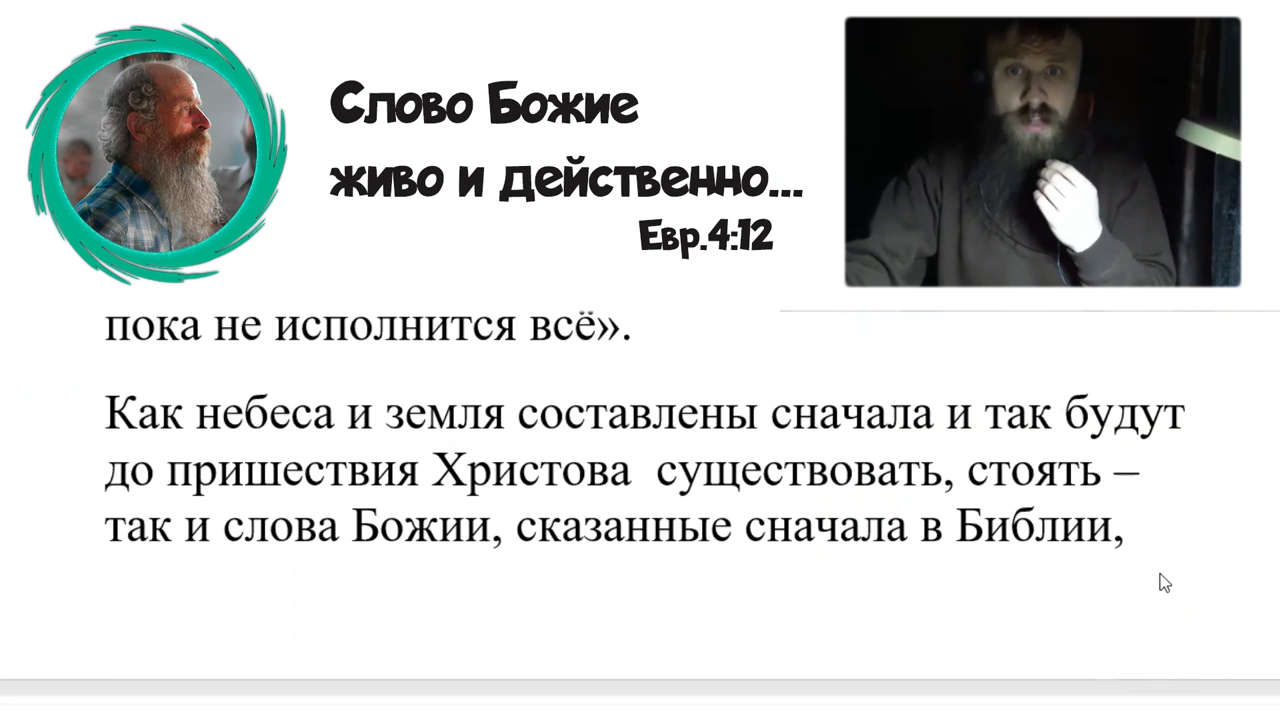 Слово Божие
живо и действенно...
Евр.4:12
пока не исполнится всё».
Как небеса и земля составлены сначала и так будут
до пришествия Христова  существовать, стоять –
так и слова Божии, сказанные сначала в Библии,